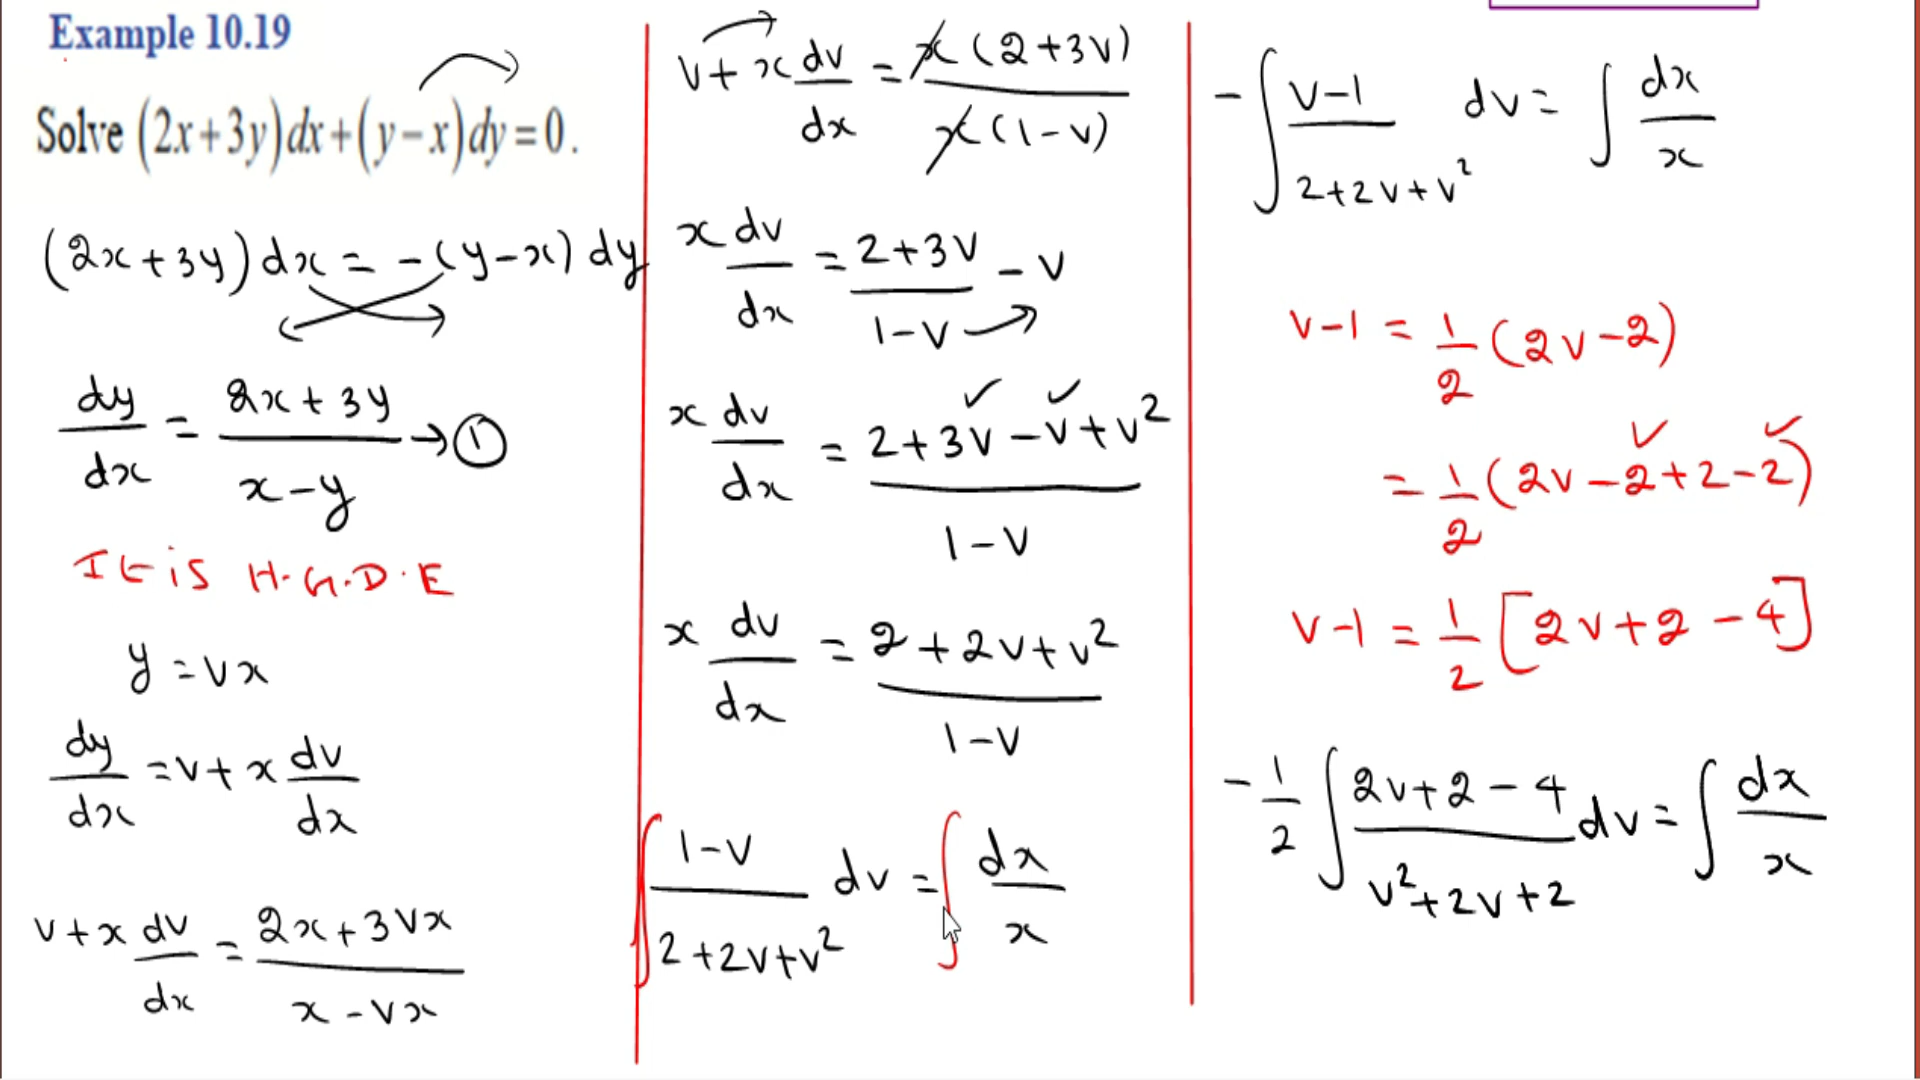 Example 10.19
Solve (2x+3y)dx+(y−x)dy=0.
(2x+3y)dx = −(y−x)dy
dy/dx = (2x+3y)/(x−y) → ①
It is H.G.D.E
y = vx
dy/dx = v+x dv/dx
v+x dv/dx = (2x+3vx)/(x−vx)
v+x dv/dx = x(2+3v)/x(1−v)
x dv/dx = (2+3v)/(1−v) − v
x dv/dx = (2+3v−v+v²)/(1−v)
x dv/dx = (2+2v+v²)/(1−v)
∫ (1−v)/(2+2v+v²) dv = ∫ dx/x
−∫ (v−1)/(2+2v+v²) dv = ∫ dx/x
v−1 = 1/2 (2v−2)
= 1/2 (2v−2+2−2)
v−1 = 1/2 [2v+2−4]
−1/2 ∫ (2v+2−4)/(v²+2v+2) dv = ∫ dx/x